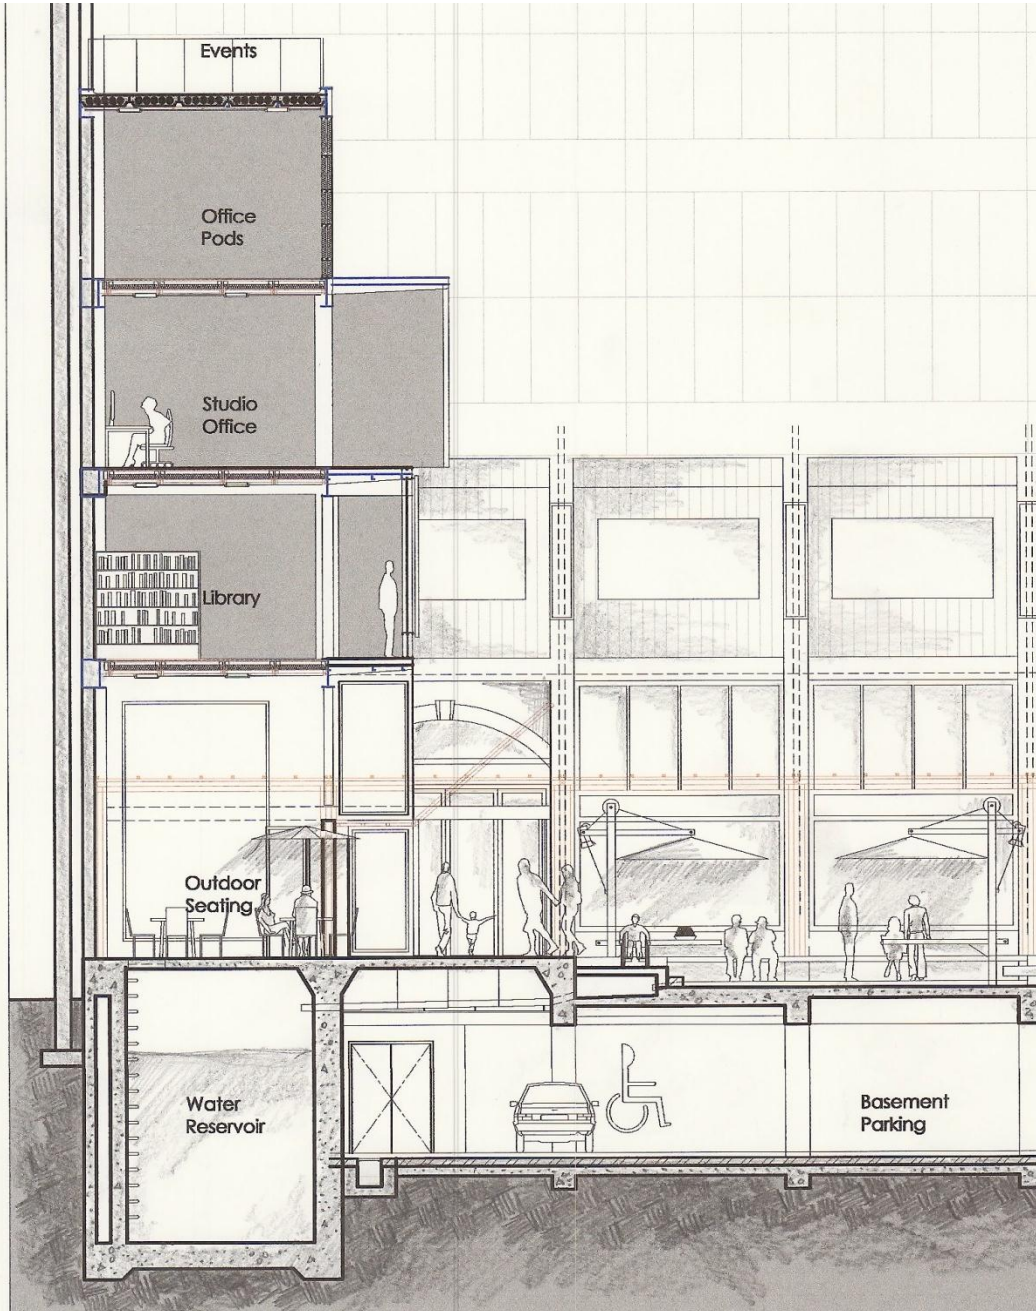 Events
Office
Pods
Studio
Office
Library
Outdoor
Seating
Water
Reservoir
Basement
Parking